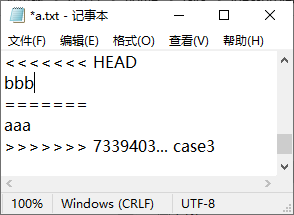 *a.txt - 记事本
文件(F) 编辑(E) 格式(O) 查看(V) 帮助(H)
<<<<<<< HEAD
bbb
=======
aaa
>>>>>>> 7339403... case3
100% Windows (CRLF) UTF-8